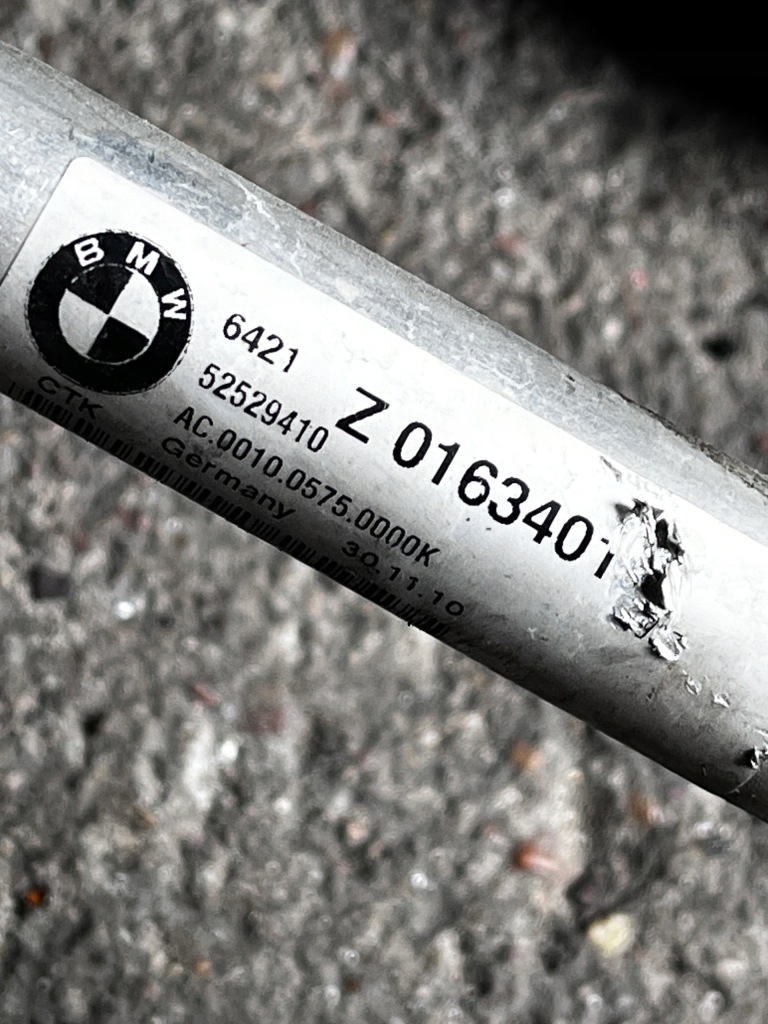 BMW
6421
52529410
Z 0163401
AC.0010.0575.0000K
CTK
Germany
30.11.10